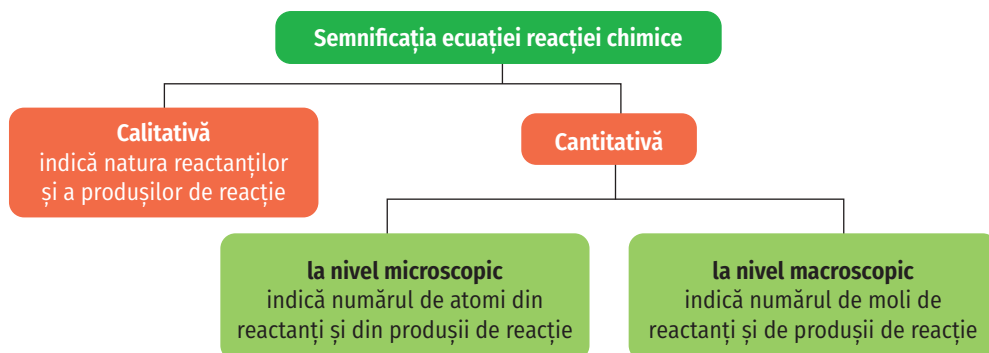 Semnificația ecuației reacției chimice
Calitativă
indică natura reactanților
și a produșilor de reacție
Cantitativă
la nivel microscopic
indică numărul de atomi din
reactanți și din produșii de reacție
la nivel macroscopic
indică numărul de moli de
reactanți și de produșii de reacție